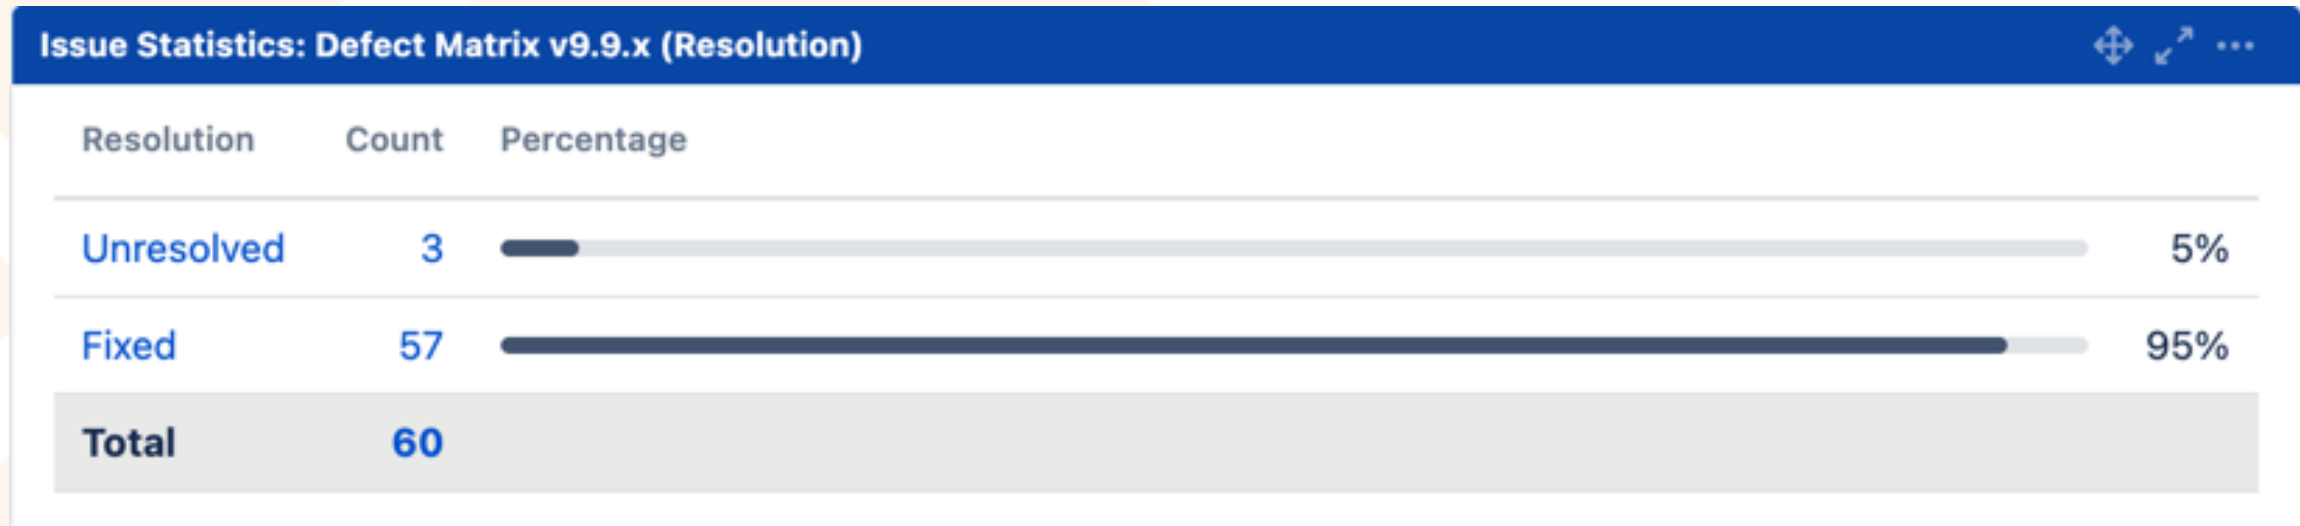 Issue Statistics: Defect Matrix v9.9.x (Resolution)
Resolution Count Percentage
Unresolved 3 5%
Fixed 57 95%
Total 60